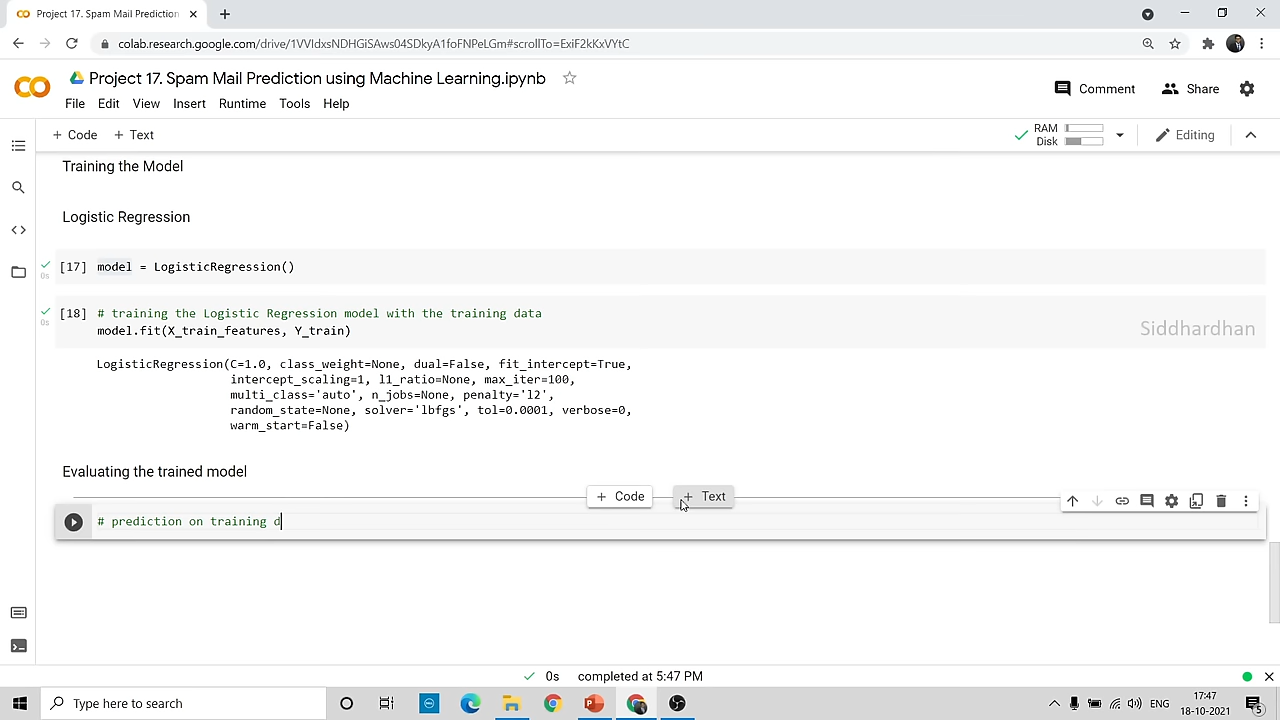 Project 17. Spam Mail Prediction
colab.research.google.com/drive/1VVIdxsNDHGiSAws04SDkyA1foFNPeLGm#scrollTo=ExiF2kKxVYtC
Project 17. Spam Mail Prediction using Machine Learning.ipynb
File Edit View Insert Runtime Tools Help
Comment
Share
+ Code + Text
RAM
Disk
Editing
Training the Model
Logistic Regression
0s
[17] model = LogisticRegression()
0s
[18] # training the Logistic Regression model with the training data
model.fit(X_train_features, Y_train)
Siddhardhan
LogisticRegression(C=1.0, class_weight=None, dual=False, fit_intercept=True,
intercept_scaling=1, l1_ratio=None, max_iter=100,
multi_class='auto', n_jobs=None, penalty='l2',
random_state=None, solver='lbfgs', tol=0.0001, verbose=0,
warm_start=False)
Evaluating the trained model
+ Code + Text
# prediction on training d
0s completed at 5:47 PM
Type here to search
ENG
17:47
18-10-2021
5